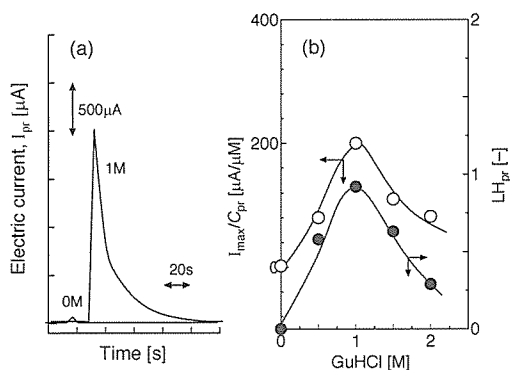 (a)
Electric current, I_pr [μA]
500μA
1M
20s
0M
Time [s]
(b)
400
200
0
I_max/C_pr [μA/μM]
2
1
0
LH_pr [–]
0 1 2
GuHCl [M]